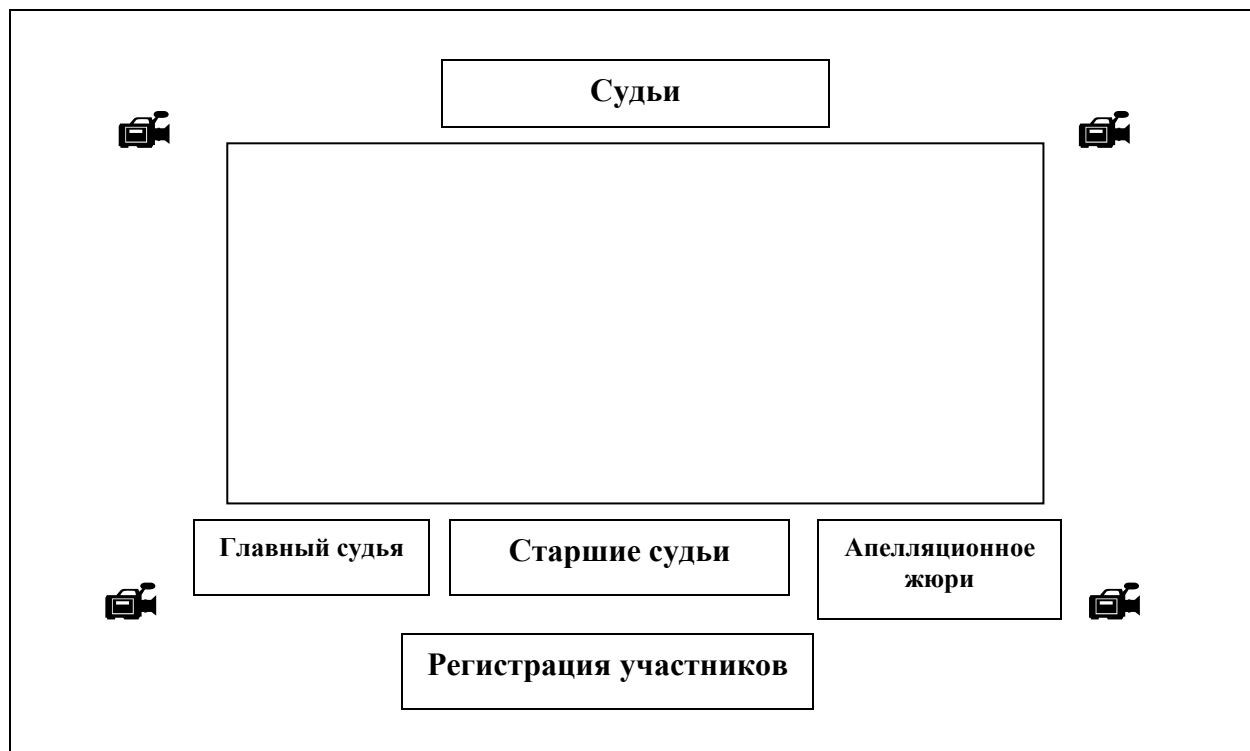 Судьи
Главный судья
Старшие судьи
Апелляционное
жюри
Регистрация участников